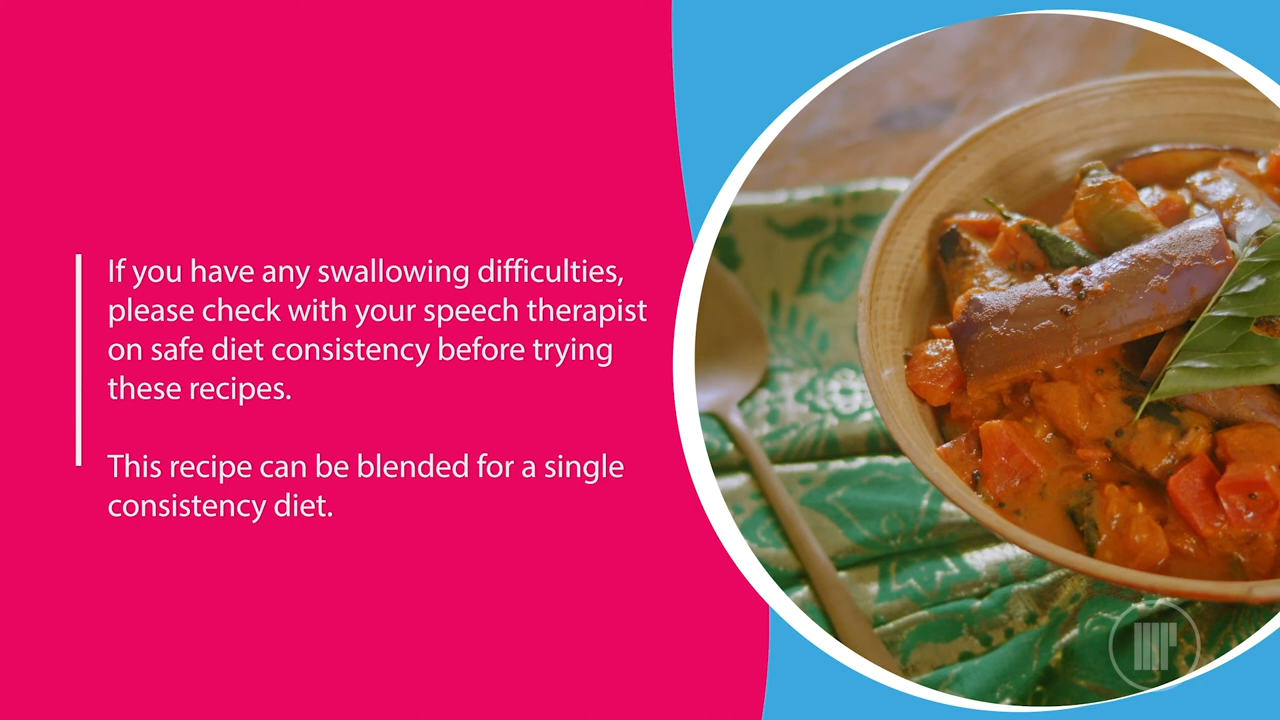 If you have any swallowing difficulties,
please check with your speech therapist
on safe diet consistency before trying
these recipes.
This recipe can be blended for a single
consistency diet.